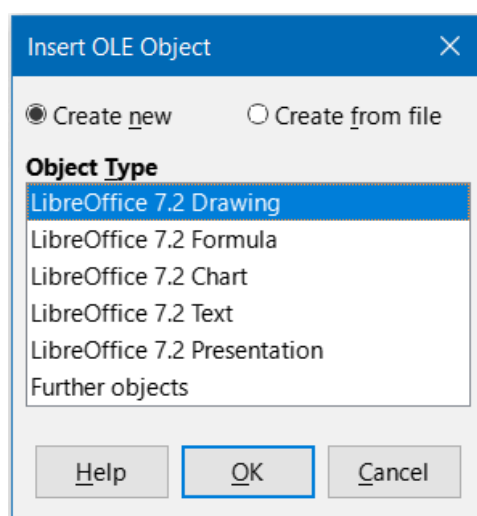 Insert OLE Object
Create new Create from file
Object Type
LibreOffice 7.2 Drawing
LibreOffice 7.2 Formula
LibreOffice 7.2 Chart
LibreOffice 7.2 Text
LibreOffice 7.2 Presentation
Further objects
Help OK Cancel